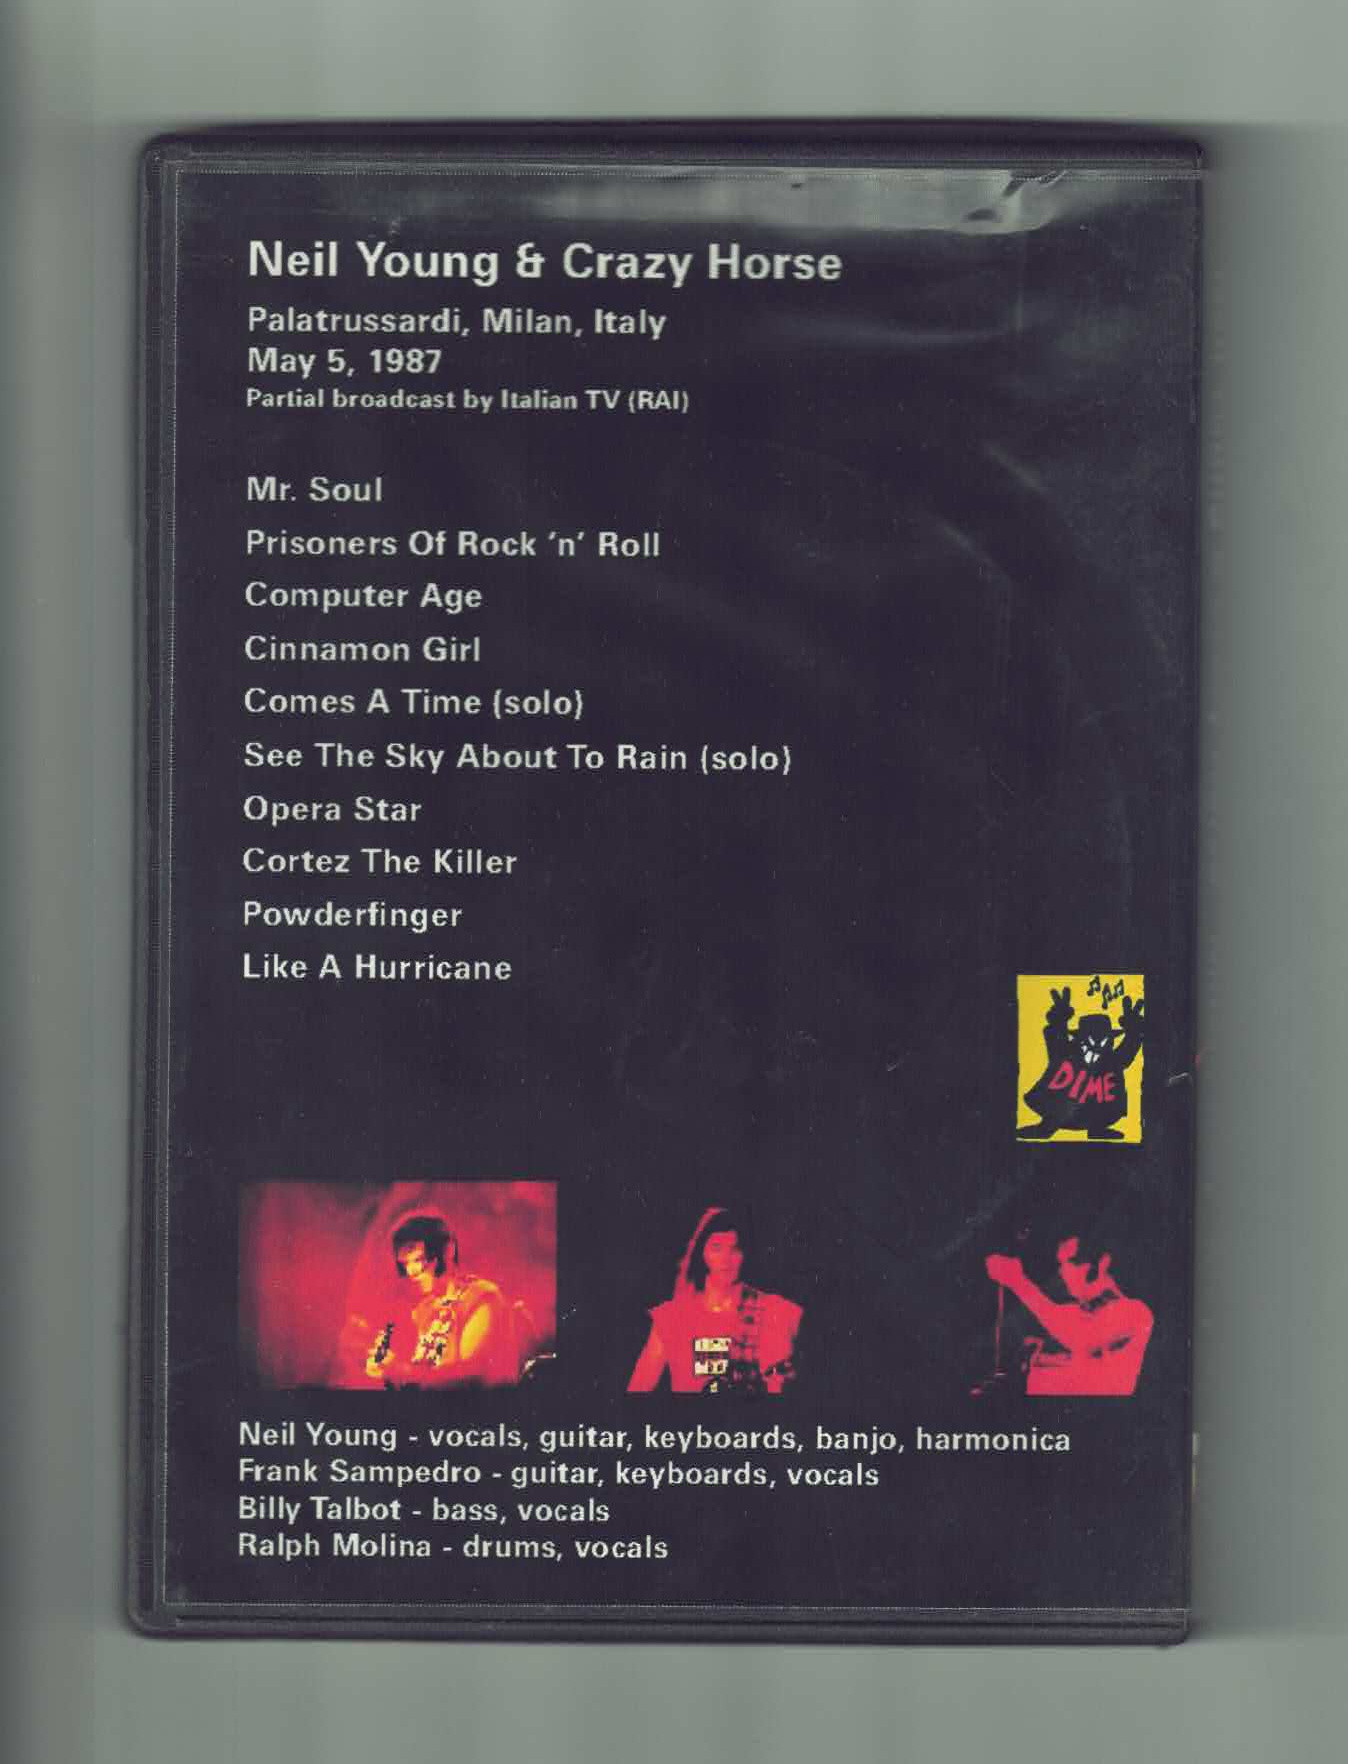 Neil Young & Crazy Horse
Palatrussardi, Milan, Italy
May 5, 1987
Partial broadcast by Italian TV (RAI)
Mr. Soul
Prisoners Of Rock ‘n’ Roll
Computer Age
Cinnamon Girl
Comes A Time (solo)
See The Sky About To Rain (solo)
Opera Star
Cortez The Killer
Powderfinger
Like A Hurricane
DIME
Neil Young - vocals, guitar, keyboards, banjo, harmonica
Frank Sampedro - guitar, keyboards, vocals
Billy Talbot - bass, vocals
Ralph Molina - drums, vocals